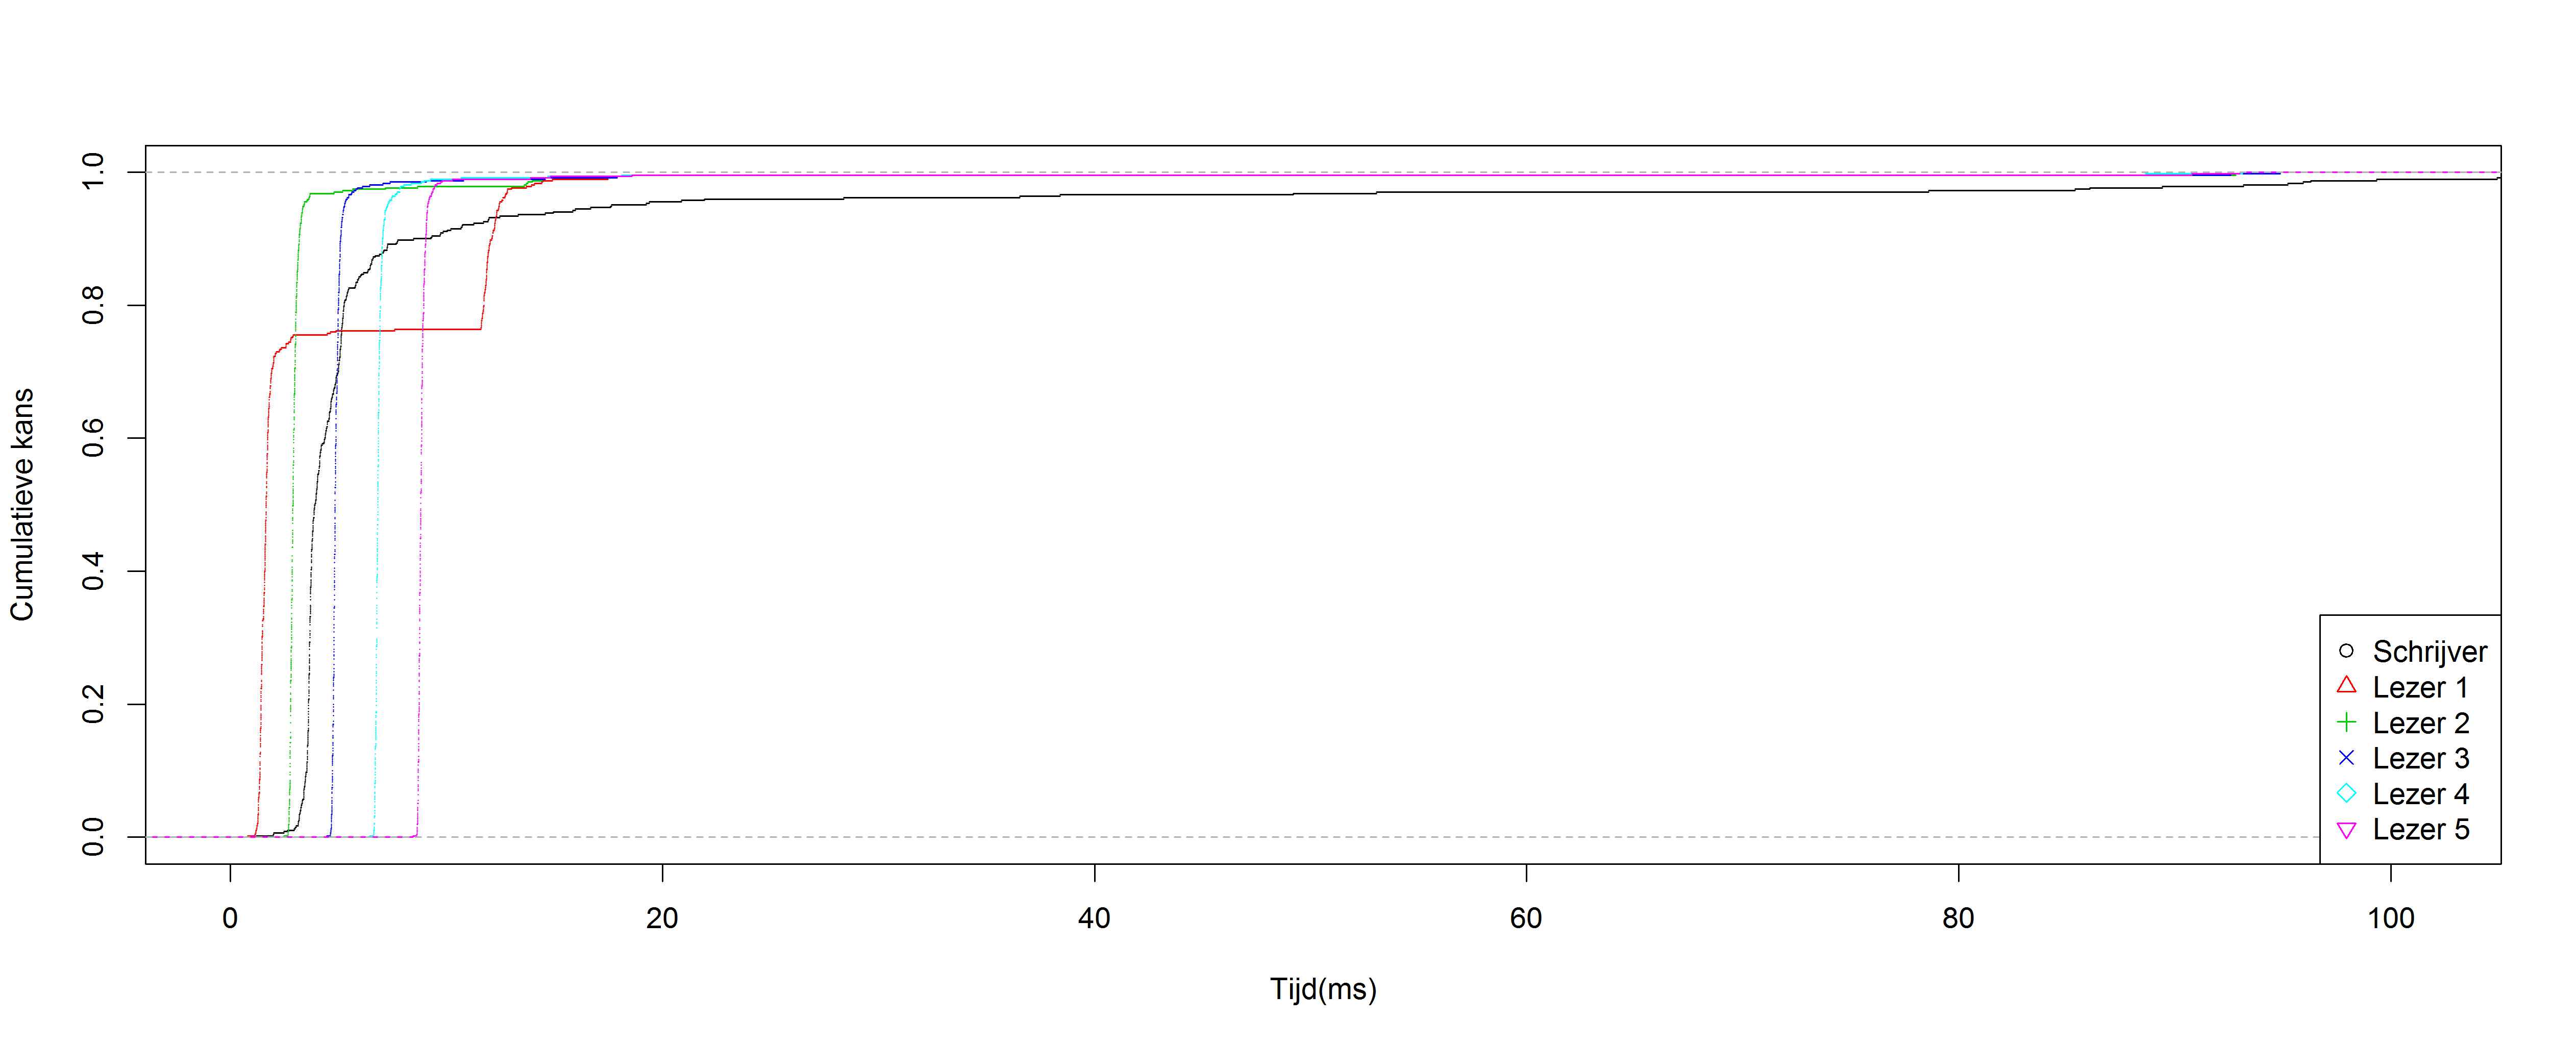 Cumulatieve kans
1.0
0.8
0.6
0.4
0.2
0.0
0 20 40 60 80 100
Tijd(ms)
Schrijver
Lezer 1
Lezer 2
Lezer 3
Lezer 4
Lezer 5